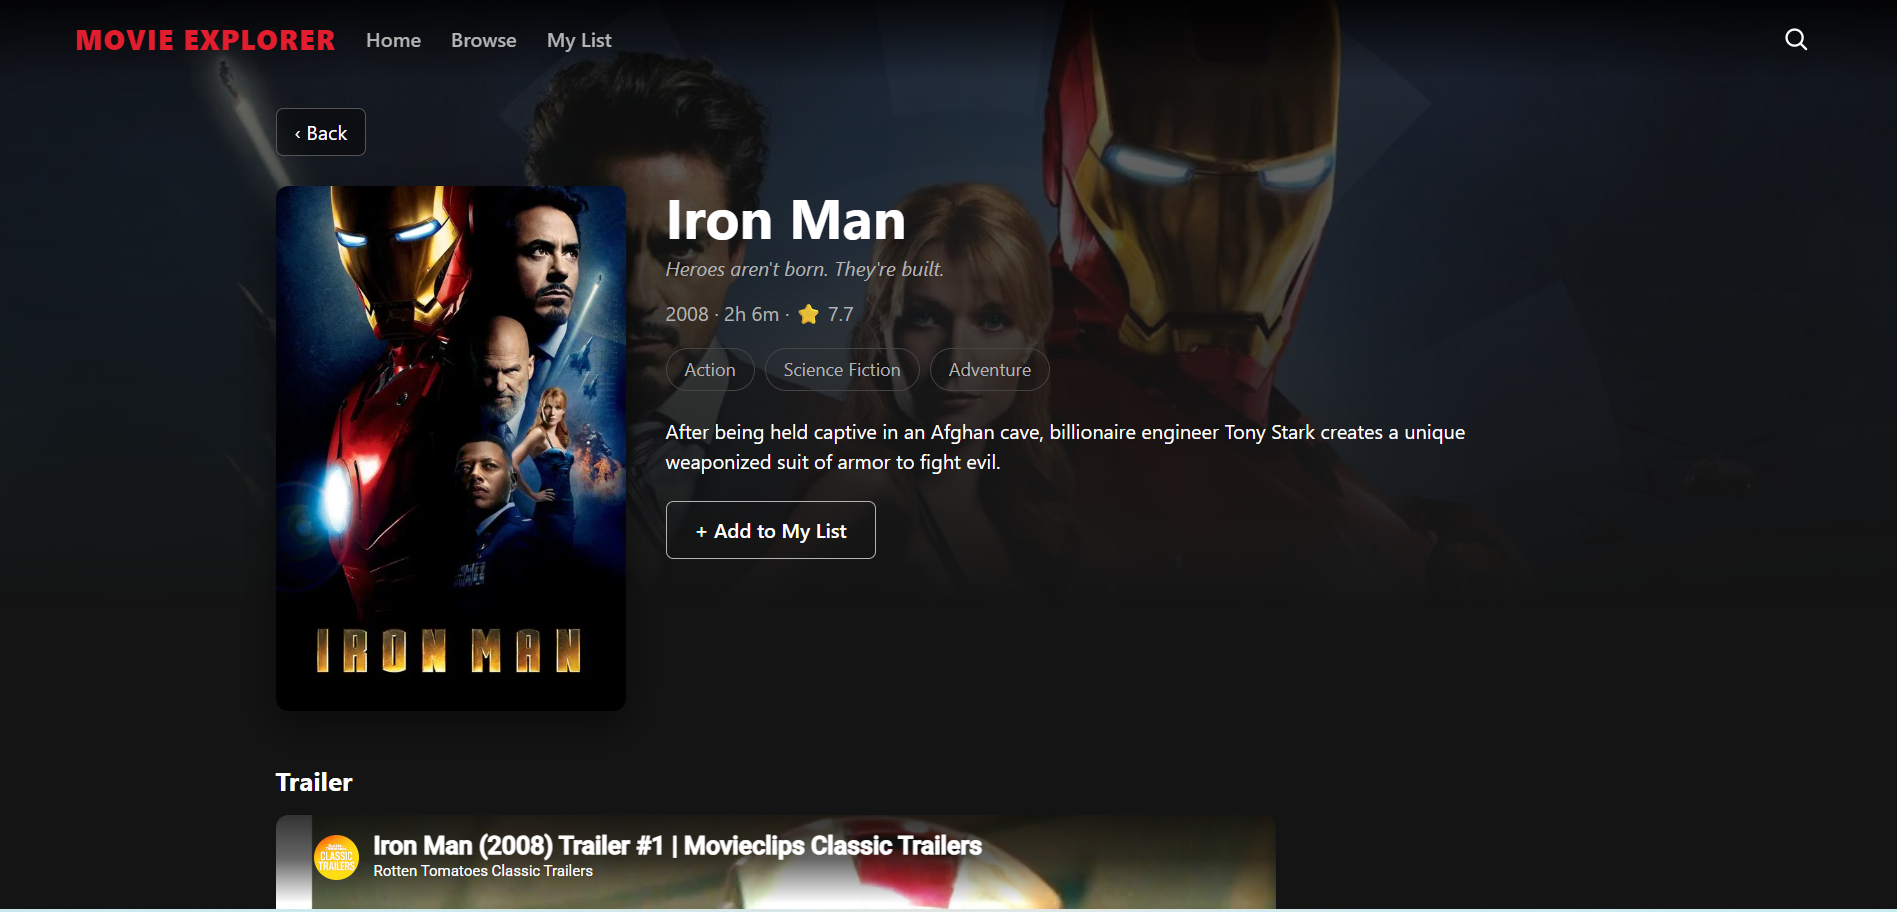 MOVIE EXPLORER Home Browse My List
‹ Back
Iron Man
Heroes aren't born. They're built.
2008 · 2h 6m · ⭐ 7.7
Action Science Fiction Adventure
After being held captive in an Afghan cave, billionaire engineer Tony Stark creates a unique
weaponized suit of armor to fight evil.
+ Add to My List
IRON MAN
Trailer
CLASSIC
TRAILERS
Iron Man (2008) Trailer #1 | Movieclips Classic Trailers
Rotten Tomatoes Classic Trailers